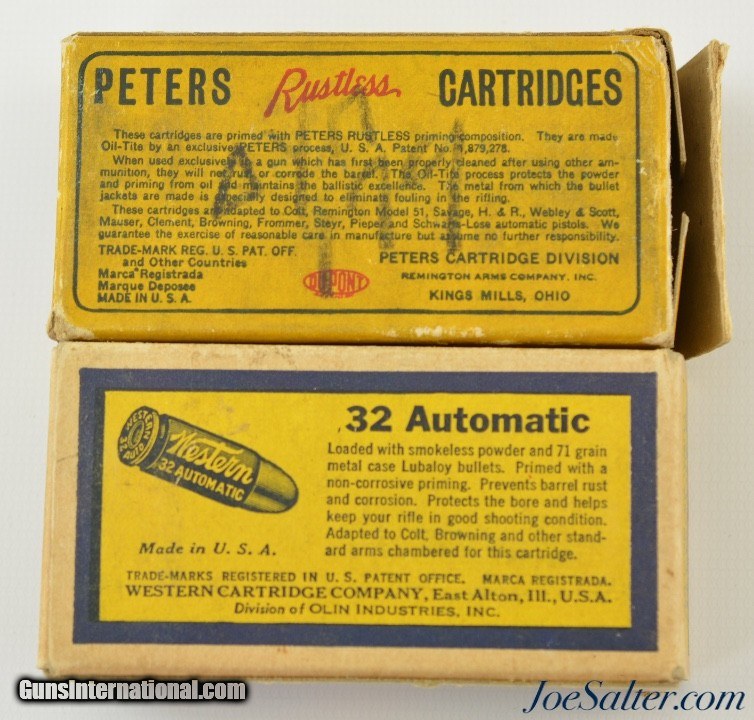 PETERS Rustless CARTRIDGES
These cartridges are primed with PETERS RUSTLESS priming composition. They are made
Oil-Tite by an exclusive PETERS process, U. S. A. Patent No. 1,879,278.
When used exclusively in a gun which has first been properly cleaned after using other am-
munition, they will not rust or corrode the barrel. The Oil-Tite process protects the powder
and priming from oil and maintains the ballistic excellence. The metal from which the bullet
jackets are made is specially designed to eliminate fouling in the rifling.
These cartridges are adapted to Colt, Remington Model 51, Savage, H. & R., Webley & Scott,
Mauser, Clement, Browning, Frommer, Steyr, Pieper and Schwarz-Lose automatic pistols. We
guarantee the exercise of reasonable care in manufacture but assume no further responsibility.
TRADE-MARK REG. U. S. PAT. OFF.
and Other Countries
Marca Registrada
Marque Deposee
MADE IN U. S. A.
DUPONT
PETERS CARTRIDGE DIVISION
REMINGTON ARMS COMPANY, INC.
KINGS MILLS, OHIO
WESTERN
32 AUTO
Western
32 AUTOMATIC
Made in U. S. A.
.32 Automatic
Loaded with smokeless powder and 71 grain
metal case Lubaloy bullets. Primed with a
non-corrosive priming. Prevents barrel rust
and corrosion. Protects the bore and helps
keep your rifle in good shooting condition.
Adapted to Colt, Browning and other stand-
ard arms chambered for this cartridge.
TRADE-MARKS REGISTERED IN U. S. PATENT OFFICE. MARCA REGISTRADA.
WESTERN CARTRIDGE COMPANY, East Alton, Ill., U.S.A.
Division of OLIN INDUSTRIES, INC.
GunsInternational.com
JoeSalter.com